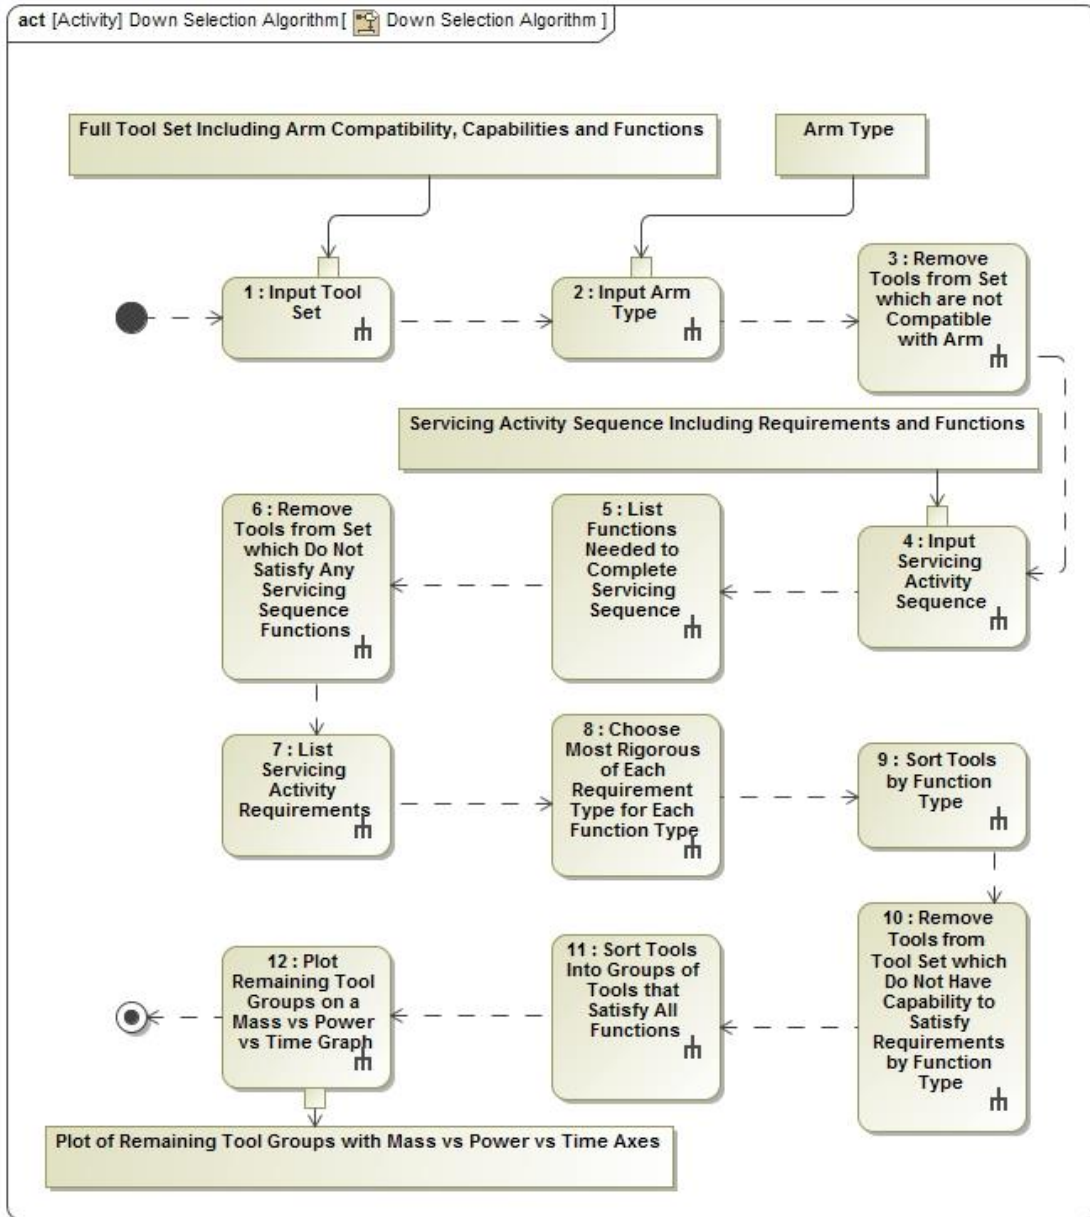 act [Activity] Down Selection Algorithm[ Down Selection Algorithm ]
Full Tool Set Including Arm Compatibility, Capabilities and Functions
Arm Type
1 : Input Tool
Set
2 : Input Arm
Type
3 : Remove
Tools from Set
which are not
Compatible
with Arm
Servicing Activity Sequence Including Requirements and Functions
4 : Input
Servicing
Activity
Sequence
5 : List
Functions
Needed to
Complete
Servicing
Sequence
6 : Remove
Tools from Set
which Do Not
Satisfy Any
Servicing
Sequence
Functions
7 : List
Servicing
Activity
Requirements
8 : Choose
Most Rigorous
of Each
Requirement
Type for Each
Function Type
9 : Sort Tools
by Function
Type
10 : Remove
Tools from
Tool Set which
Do Not Have
Capability to
Satisfy
Requirements
by Function
Type
11 : Sort Tools
Into Groups of
Tools that
Satisfy All
Functions
12 : Plot
Remaining Tool
Groups on a
Mass vs Power
vs Time Graph
Plot of Remaining Tool Groups with Mass vs Power vs Time Axes